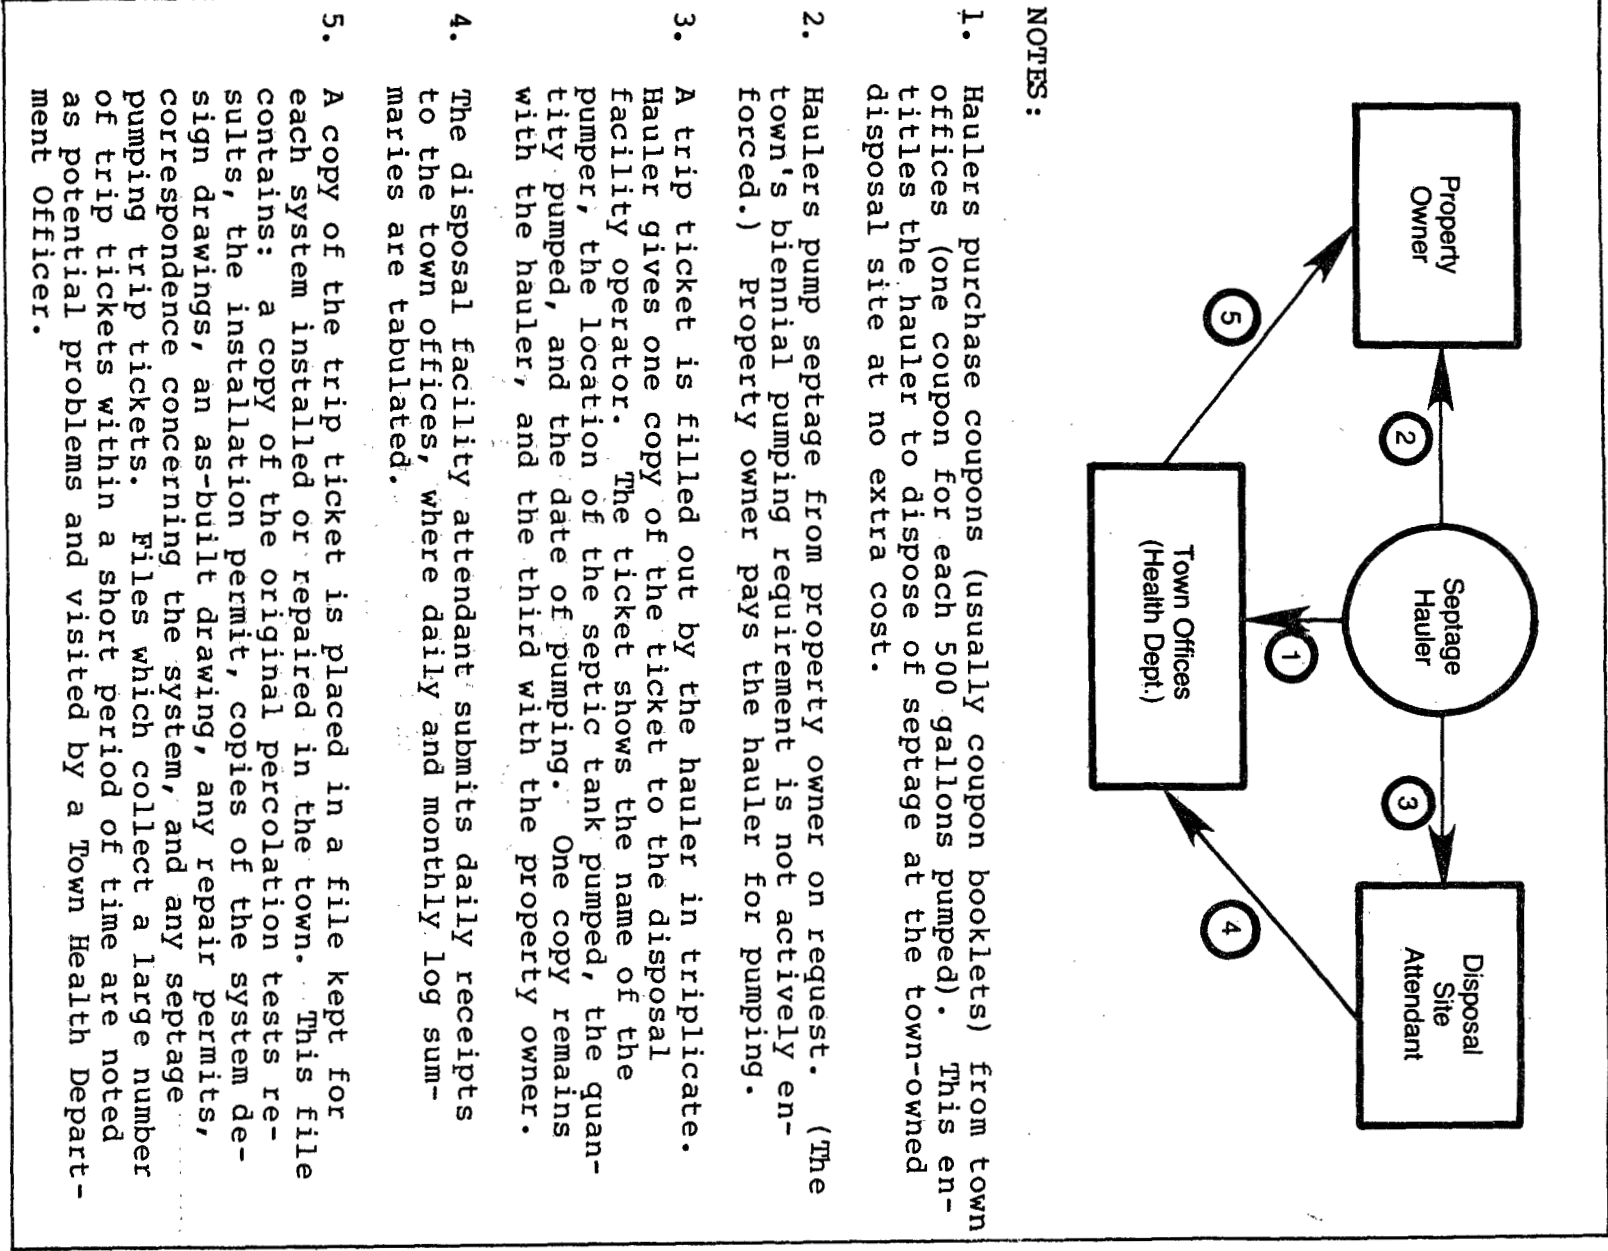 Property
Owner
Septage
Hauler
Disposal
Site
Attendant
2
3
1
Town Offices
(Health Dept.)
5
4
NOTES:
1. Haulers purchase coupons (usually coupon booklets) from town
offices (one coupon for each 500 gallons pumped). This en-
titles the hauler to dispose of septage at the town-owned
disposal site at no extra cost.
2. Haulers pump septage from property owner on request. (The
town's biennial pumping requirement is not actively en-
forced.) Property owner pays the hauler for pumping.
3. A trip ticket is filled out by the hauler in triplicate.
Hauler gives one copy of the ticket to the disposal
facility operator. The ticket shows the name of the
pumper, the location of the septic tank pumped, the quan-
tity pumped, and the date of pumping. One copy remains
with the hauler, and the third with the property owner.
4. The disposal facility attendant submits daily receipts
to the town offices, where daily and monthly log sum-
maries are tabulated.
5. A copy of the trip ticket is placed in a file kept for
each system installed or repaired in the town. This file
contains: a copy of the original percolation tests re-
sults, the installation permit, copies of the system de-
sign drawings, an as-built drawing, any repair permits,
correspondence concerning the system, and any septage
pumping trip tickets. Files which collect a large number
of trip tickets within a short period of time are noted
as potential problems and visited by a Town Health Depart-
ment Officer.